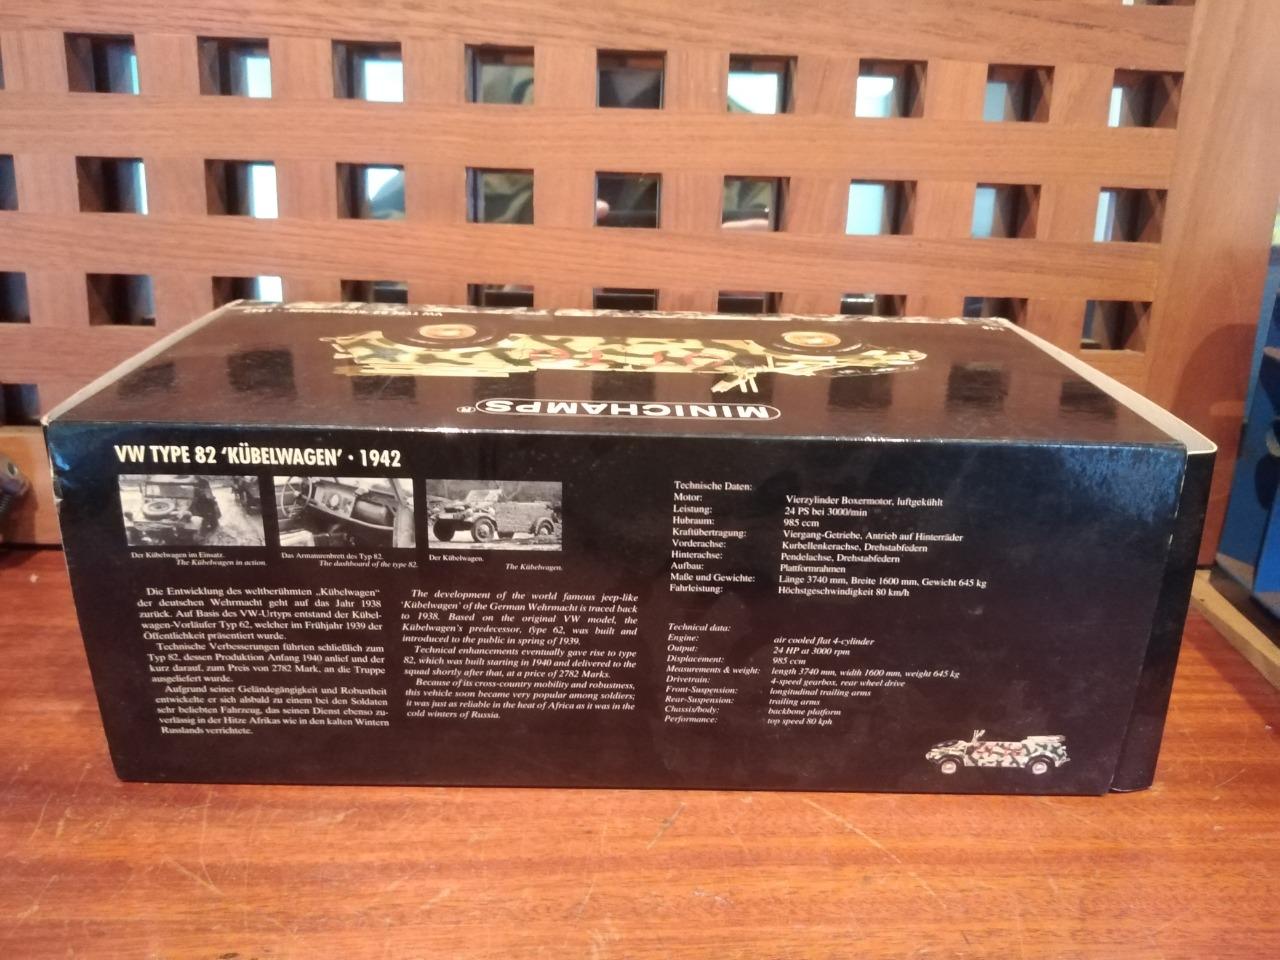 MINICHAMPS
VW TYPE 82 'KÜBELWAGEN' · 1942
Der Kübelwagen im Einsatz.
The Kübelwagen in action.
Das Armaturenbrett des Typ 82.
The dashboard of the type 82.
Der Kübelwagen.
The Kübelwagen.
Die Entwicklung des weltberühmten „Kübelwagen"
der deutschen Wehrmacht geht auf das Jahr 1938
zurück. Auf Basis des VW-Urtyps entstand der Kübel-
wagen-Vorläufer Typ 62, welcher im Frühjahr 1939 der
Öffentlichkeit präsentiert wurde.
Technische Verbesserungen führten schließlich zum
Typ 82, dessen Produktion Anfang 1940 anlief und der
kurz darauf, zum Preis von 2782 Mark, an die Truppe
ausgeliefert wurde.
Aufgrund seiner Geländegängigkeit und Robustheit
entwickelte er sich alsbald zu einem bei den Soldaten
sehr beliebten Fahrzeug, das seinen Dienst ebenso zu-
verlässig in der Hitze Afrikas wie in den kalten Wintern
Russlands verrichtete.
The development of the world famous jeep-like
'Kübelwagen' of the German Wehrmacht is traced back
to 1938. Based on the original VW model, the
Kübelwagen's predecessor, type 62, was built and
introduced to the public in spring of 1939.
Technical enhancements eventually gave rise to type
82, which was built starting in 1940 and delivered to the
squad shortly after that, at a price of 2782 Marks.
Because of its cross-country mobility and robustness,
this vehicle soon became very popular among soldiers;
it was just as reliable in the heat of Africa as it was in the
cold winters of Russia.
Technische Daten:
Motor: Vierzylinder Boxermotor, luftgekühlt
Leistung: 24 PS bei 3000/min
Hubraum: 985 ccm
Kraftübertragung: Viergang-Getriebe, Antrieb auf Hinterräder
Vorderachse: Kurbellenkerachse, Drehstabfedern
Hinterachse: Pendelachse, Drehstabfedern
Aufbau: Plattformrahmen
Maße und Gewichte: Länge 3740 mm, Breite 1600 mm, Gewicht 645 kg
Fahrleistung: Höchstgeschwindigkeit 80 km/h
Technical data:
Engine: air cooled flat 4-cylinder
Output: 24 HP at 3000 rpm
Displacement: 985 ccm
Measurements & weight: length 3740 mm, width 1600 mm, weight 645 kg
Drivetrain: 4-speed gearbox, rear wheel drive
Front-Suspension: longitudinal trailing arms
Rear-Suspension: trailing arms
Chassis/body: backbone platform
Performance: top speed 80 kph